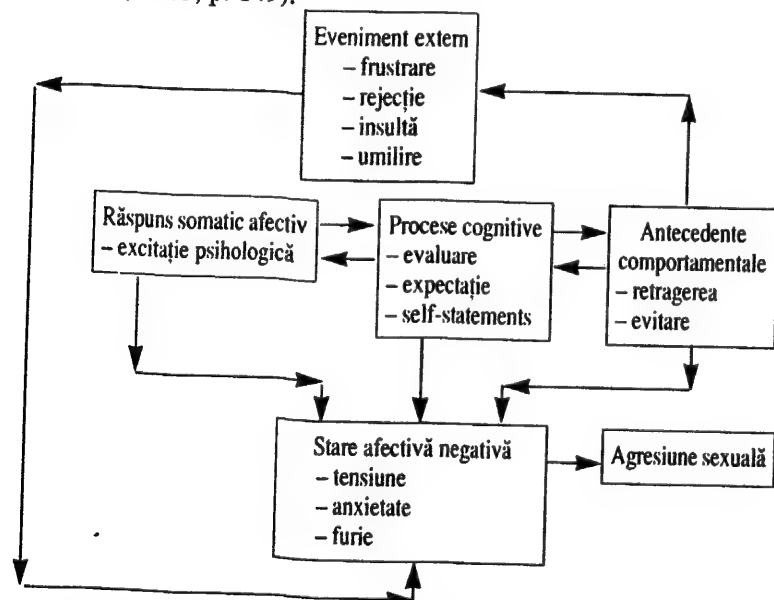 p. 149).
Eveniment extern
– frustrare
– rejecție
– insultă
– umilire
Răspuns somatic afectiv
– excitație psihologică
Procese cognitive
– evaluare
– expectație
– self-statements
Antecedente
comportamentale
– retragerea
– evitare
Stare afectivă negativă
– tensiune
– anxietate
– furie
Agresiune sexuală